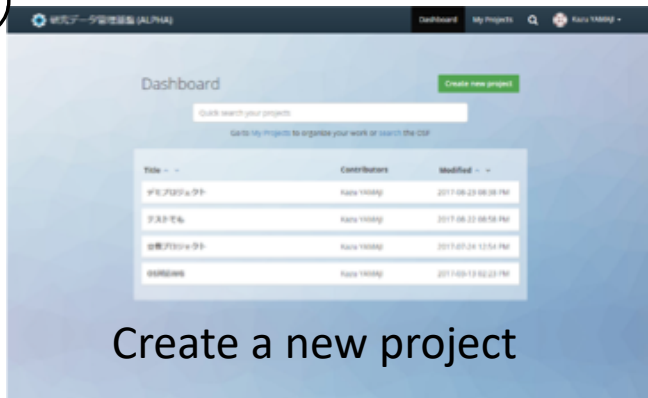 研究データ管理基盤 (ALPHA)
Dashboard My Projects Kazu YAMAJI
Dashboard
Create new project
Quick search your projects
Go to My Projects to organize your work or search the OSF
Title Contributors Modified
デモプロジェクト Kazu YAMAJI 2017-08-23 08:38 PM
テストでも Kazu YAMAJI 2017-08-22 08:58 PM
Kazu YAMAJI 2017-07-24 12:54 PM
Kazu YAMAJI 2017-03-13 02:23 PM
Create a new project